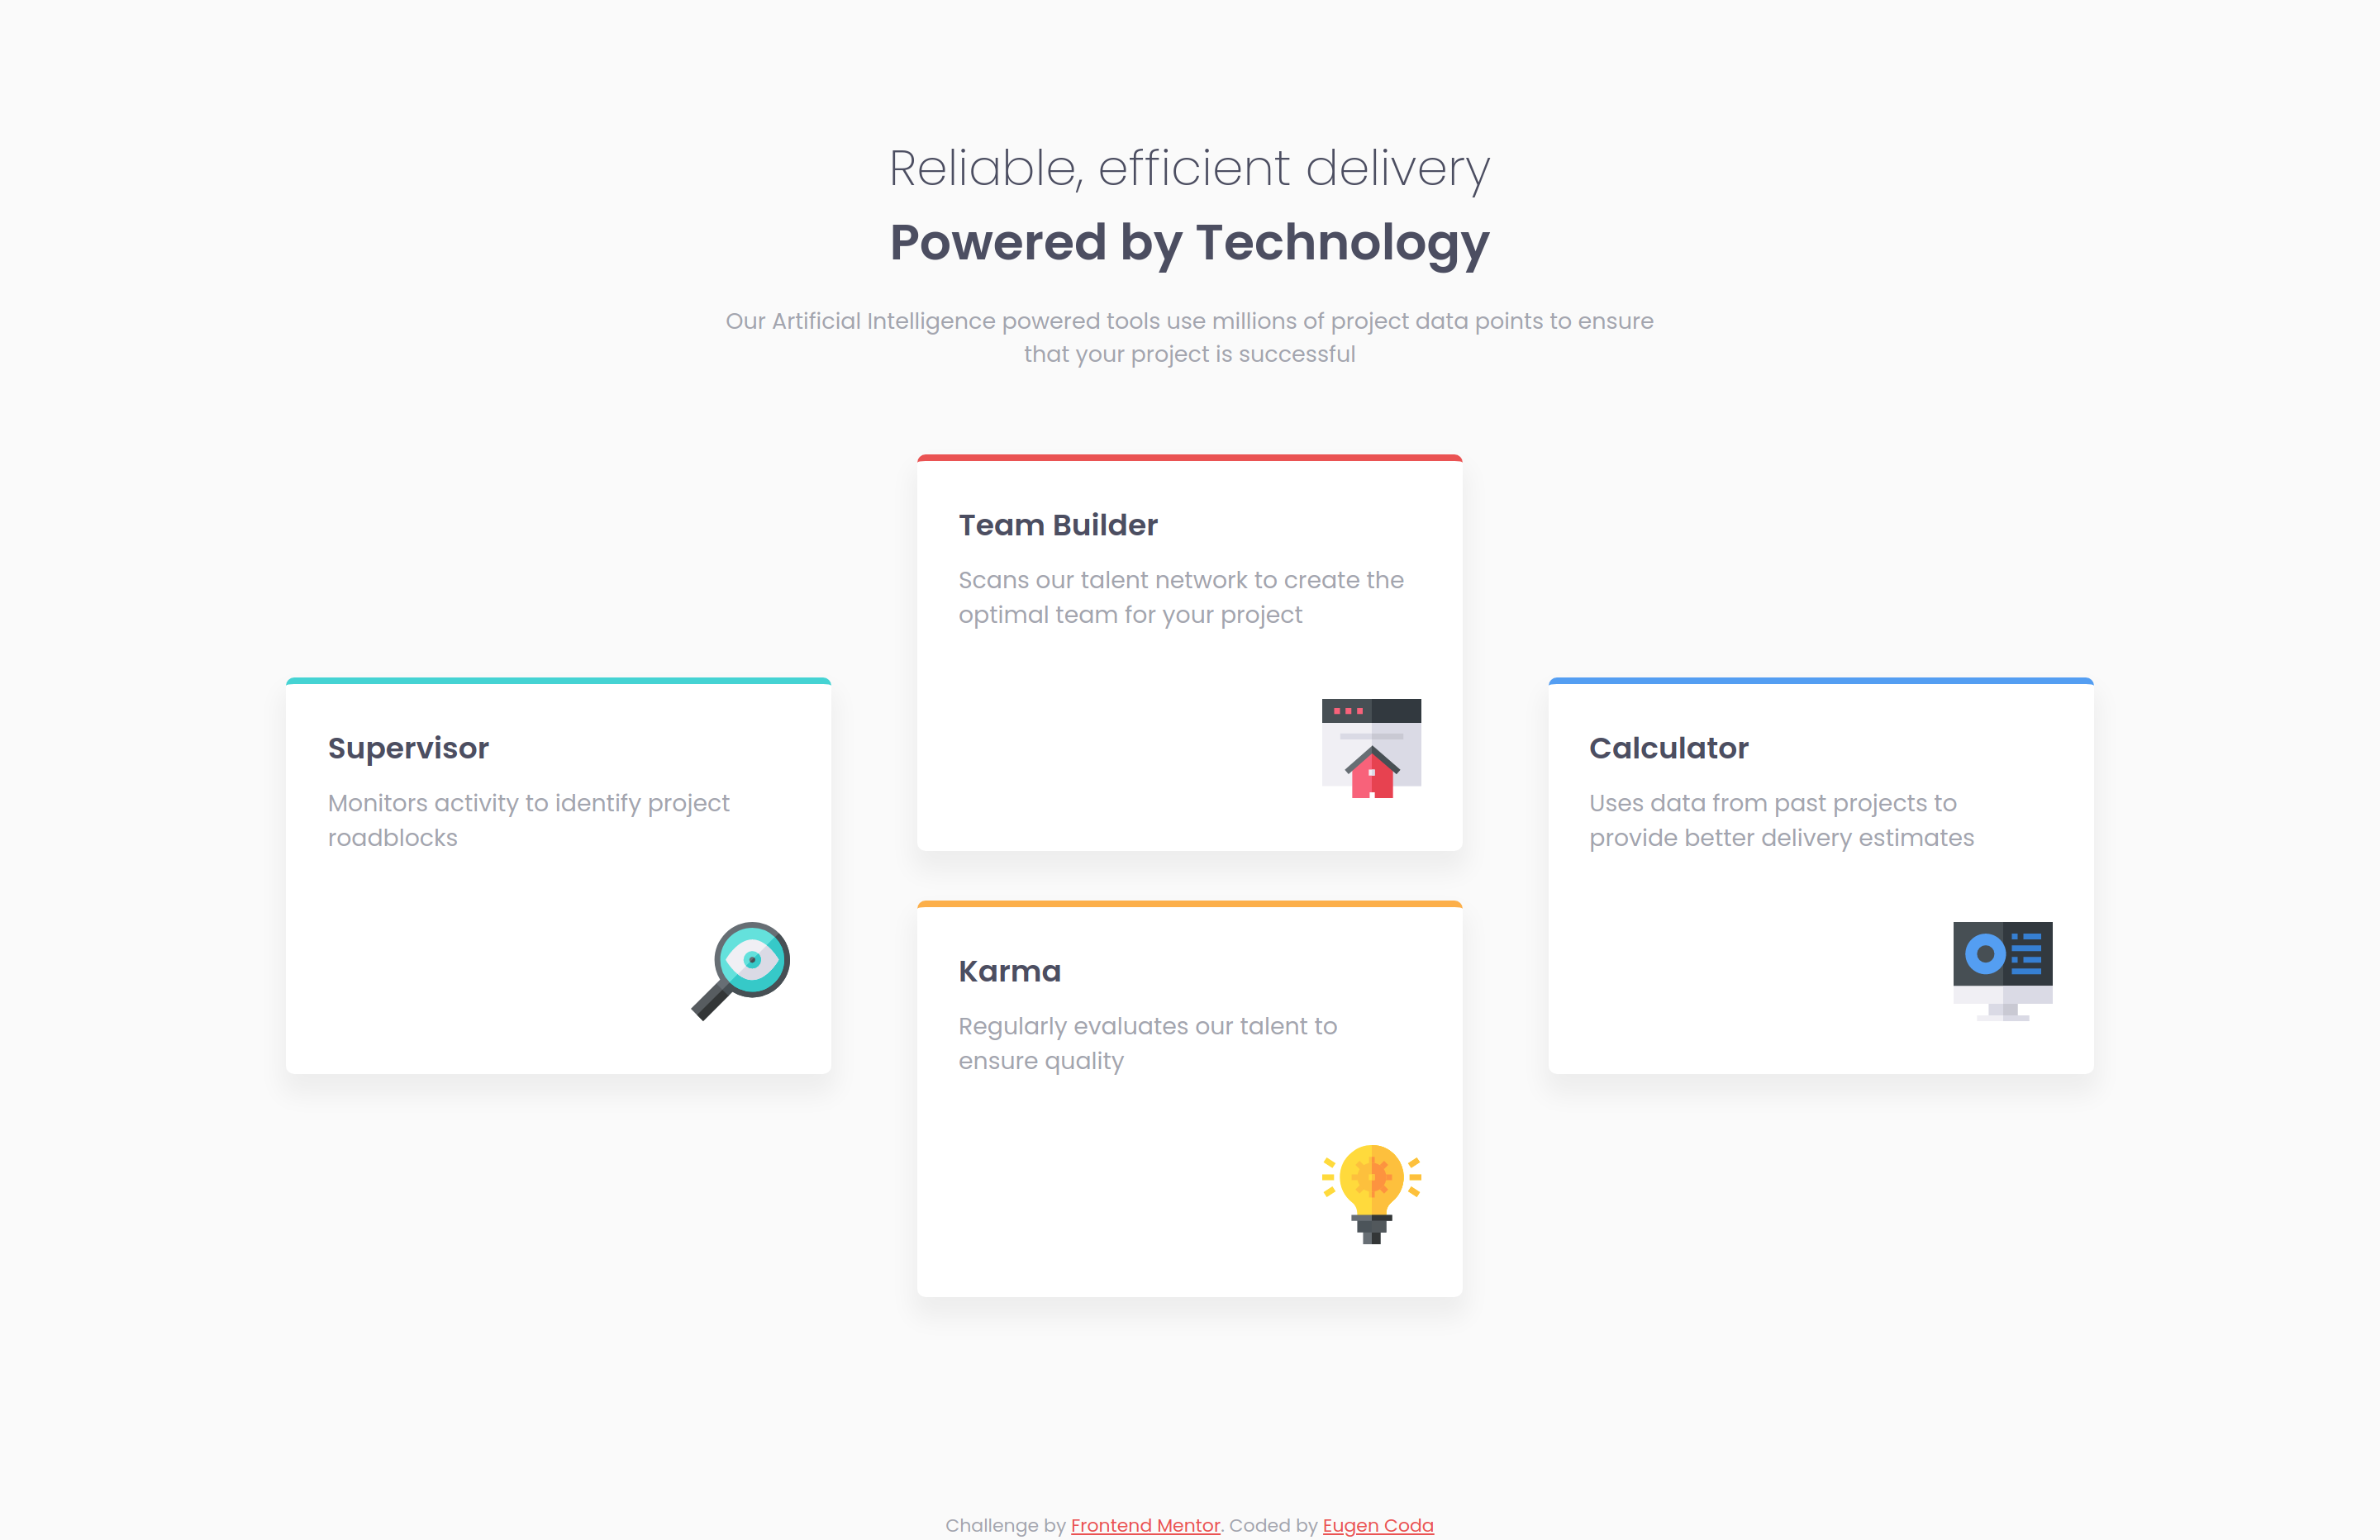 Reliable, efficient delivery
Powered by Technology
Our Artificial Intelligence powered tools use millions of project data points to ensure
that your project is successful
Team Builder
Scans our talent network to create the
optimal team for your project
Supervisor
Monitors activity to identify project
roadblocks
Calculator
Uses data from past projects to
provide better delivery estimates
Karma
Regularly evaluates our talent to
ensure quality
Challenge by Frontend Mentor. Coded by Eugen Coda